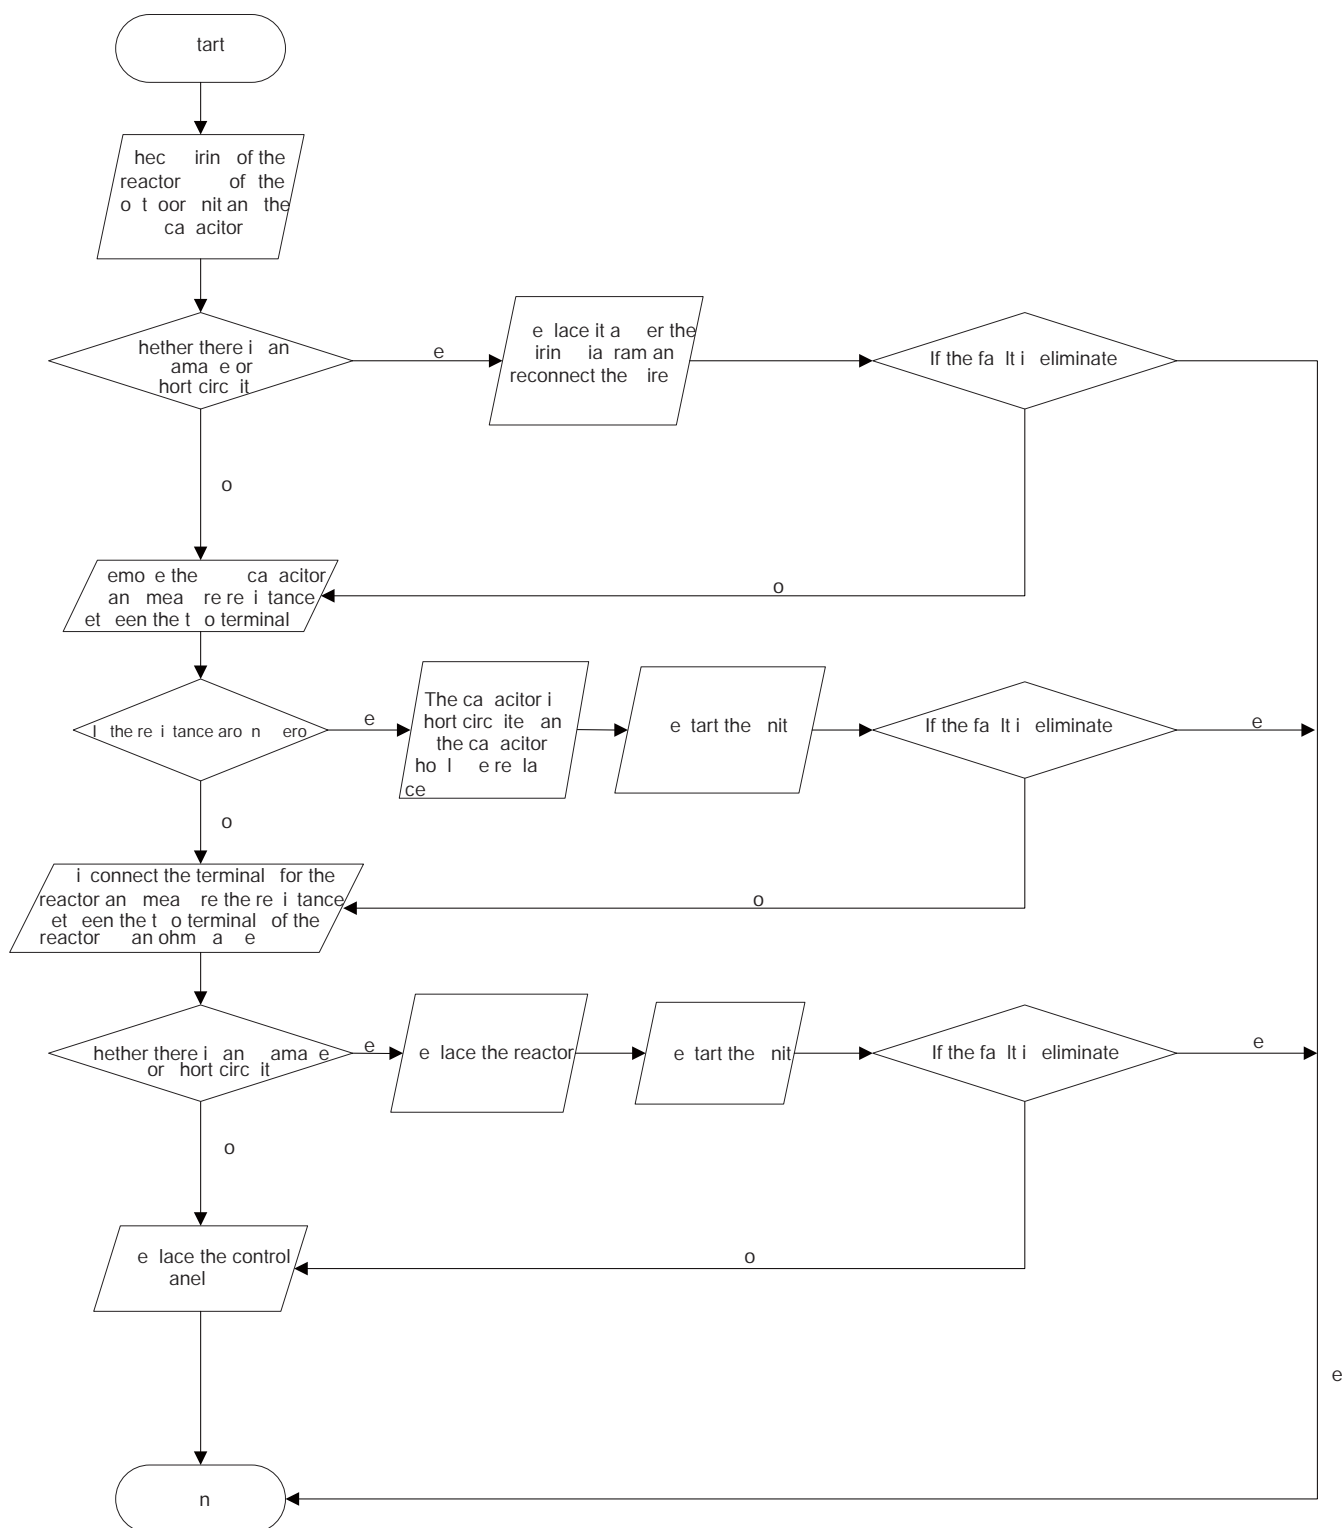 tart
hec irin of the
reactor of the
o t oor nit an the
ca acitor
hether there i an
ama e or
hort circ it
e
e lace it a er the
irin ia ram an
reconnect the ire
If the fa lt i eliminate
o
emo e the ca acitor
an mea re re i tance
et een the t o terminal
o
I the re i tance aro n ero
e
The ca acitor i
hort circ ite an
the ca acitor
ho l e re la
ce
e tart the nit
If the fa lt i eliminate
e
o
i connect the terminal for the
reactor an mea re the re i tance
et een the t o terminal of the
reactor an ohm a e
o
hether there i an ama e
or hort circ it
e
e lace the reactor
e tart the nit
If the fa lt i eliminate
e
o
e lace the control
anel
o
e
n